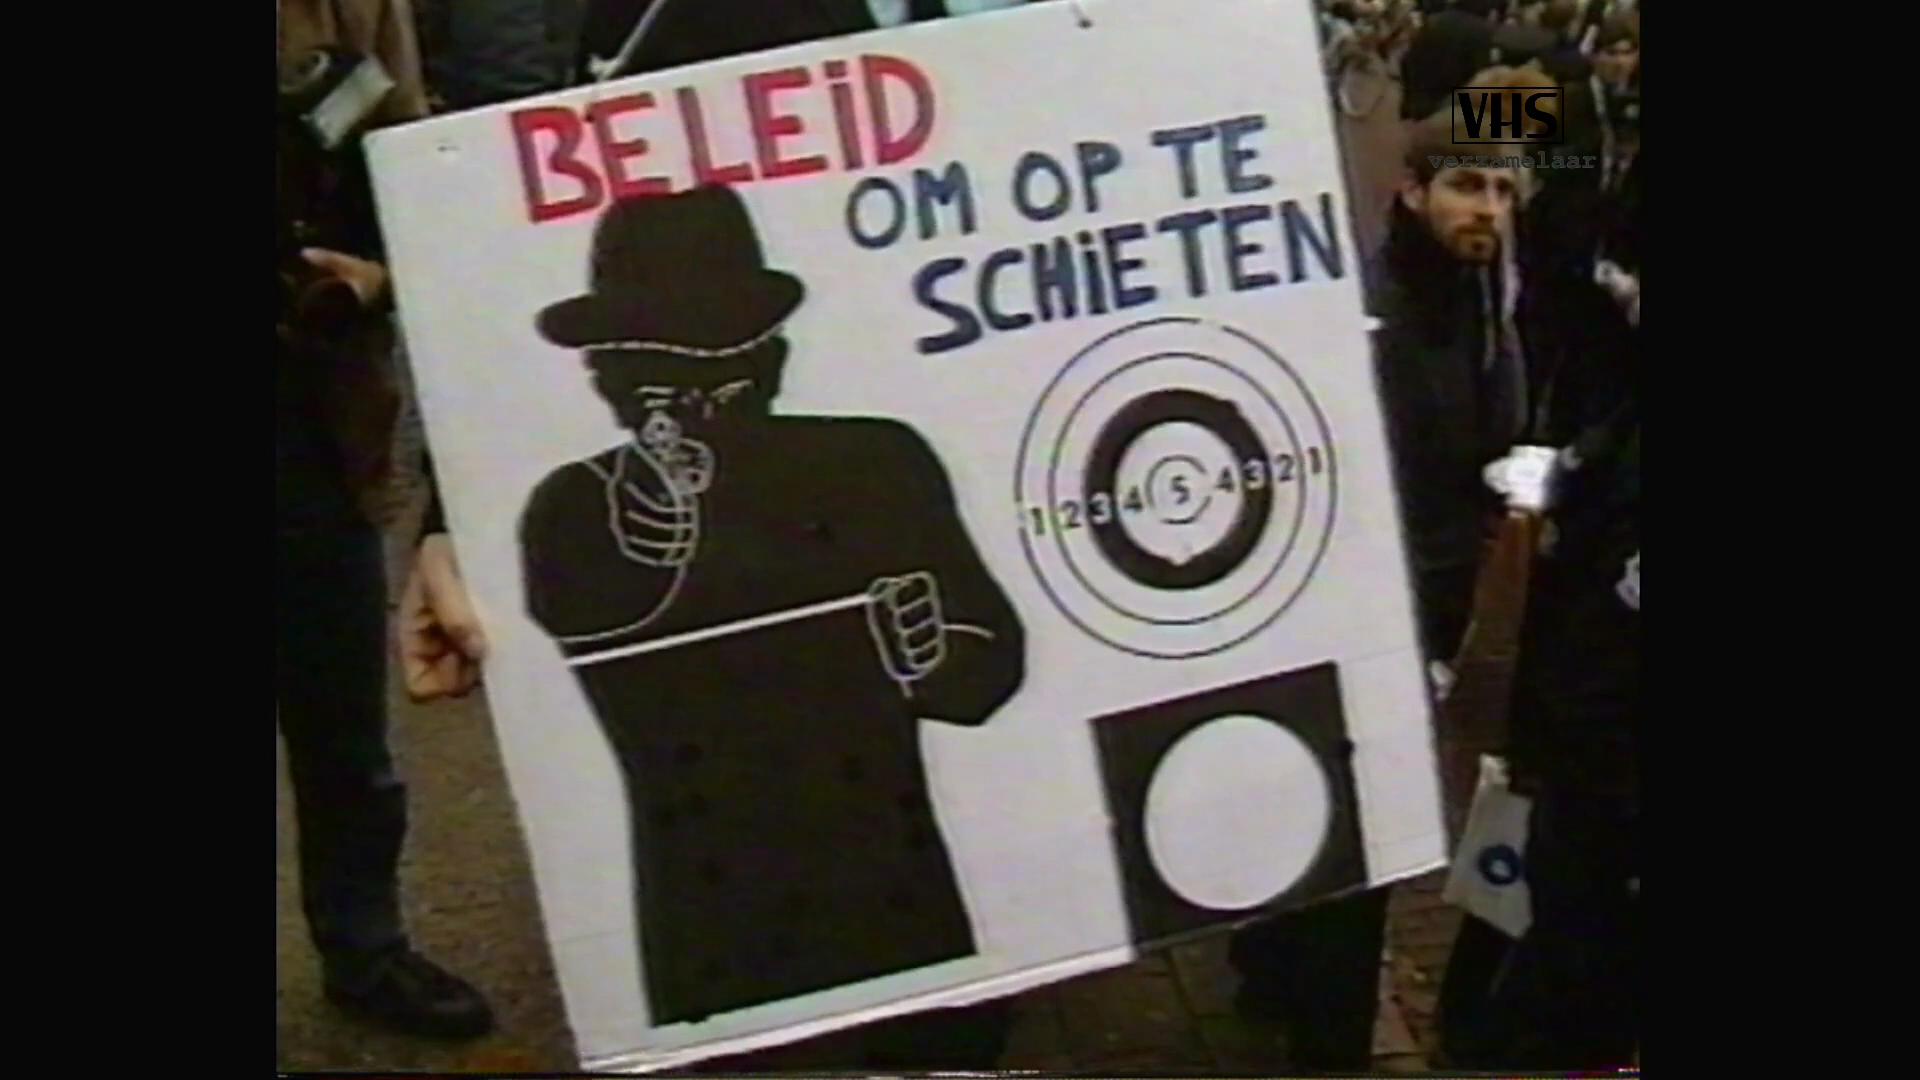 BELEiD
OM OP TE
SCHiETEN
1 2 3 4 5 4 3 2 1
VHS
verzamelaar